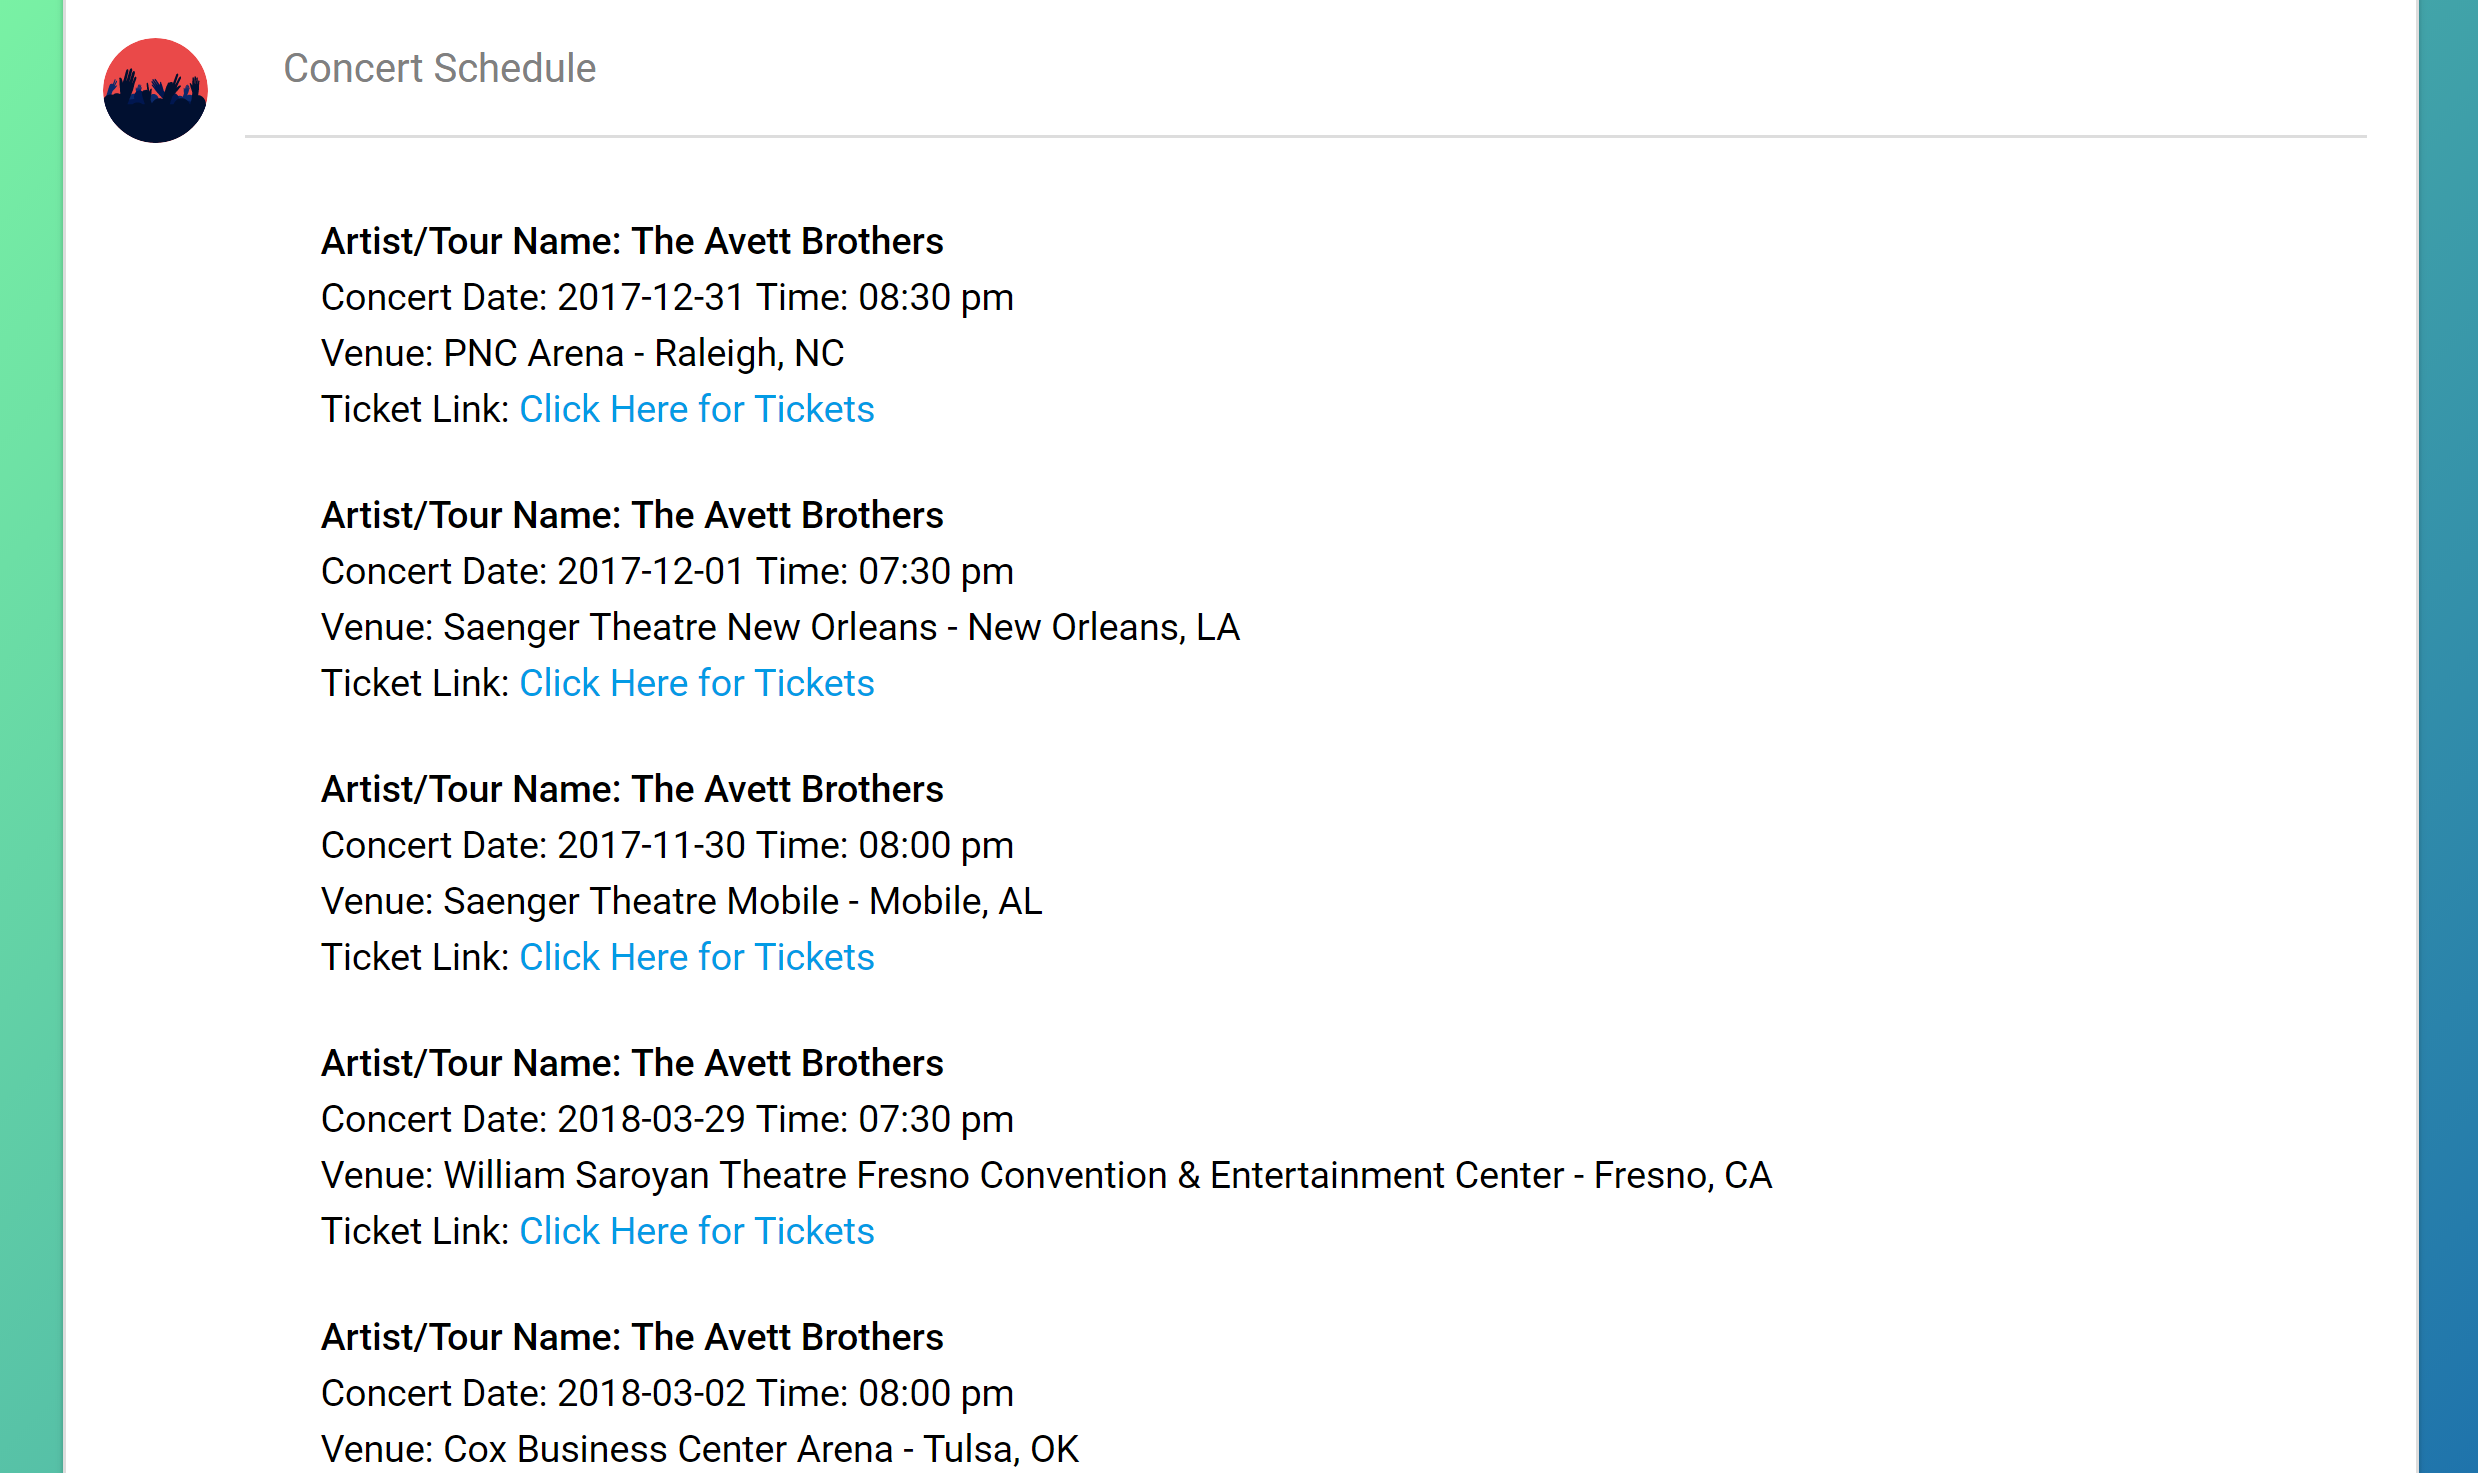 Concert Schedule
Artist/Tour Name: The Avett Brothers
Concert Date: 2017-12-31 Time: 08:30 pm
Venue: PNC Arena - Raleigh, NC
Ticket Link: Click Here for Tickets
Artist/Tour Name: The Avett Brothers
Concert Date: 2017-12-01 Time: 07:30 pm
Venue: Saenger Theatre New Orleans - New Orleans, LA
Ticket Link: Click Here for Tickets
Artist/Tour Name: The Avett Brothers
Concert Date: 2017-11-30 Time: 08:00 pm
Venue: Saenger Theatre Mobile - Mobile, AL
Ticket Link: Click Here for Tickets
Artist/Tour Name: The Avett Brothers
Concert Date: 2018-03-29 Time: 07:30 pm
Venue: William Saroyan Theatre Fresno Convention & Entertainment Center - Fresno, CA
Ticket Link: Click Here for Tickets
Artist/Tour Name: The Avett Brothers
Concert Date: 2018-03-02 Time: 08:00 pm
Venue: Cox Business Center Arena - Tulsa, OK